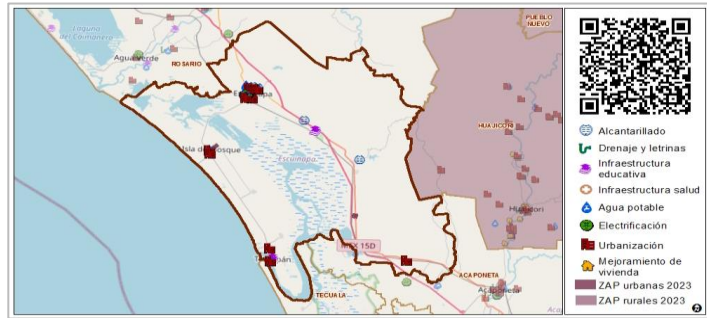 Laguna
del Caimanero
Agua Verde
ROSARIO
PUEBLO
NUEVO
HUAJICORI
Isla del Bosque
Escuinapa
Huajicori
MEX 15D
ACAPONETA
TECUALA
Acaponeta
Alcantarillado
Drenaje y letrinas
Infraestructura
educativa
Infraestructura salud
Agua potable
Electrificación
Urbanización
Mejoramiento de
vivienda
ZAP urbanas 2023
ZAP rurales 2023